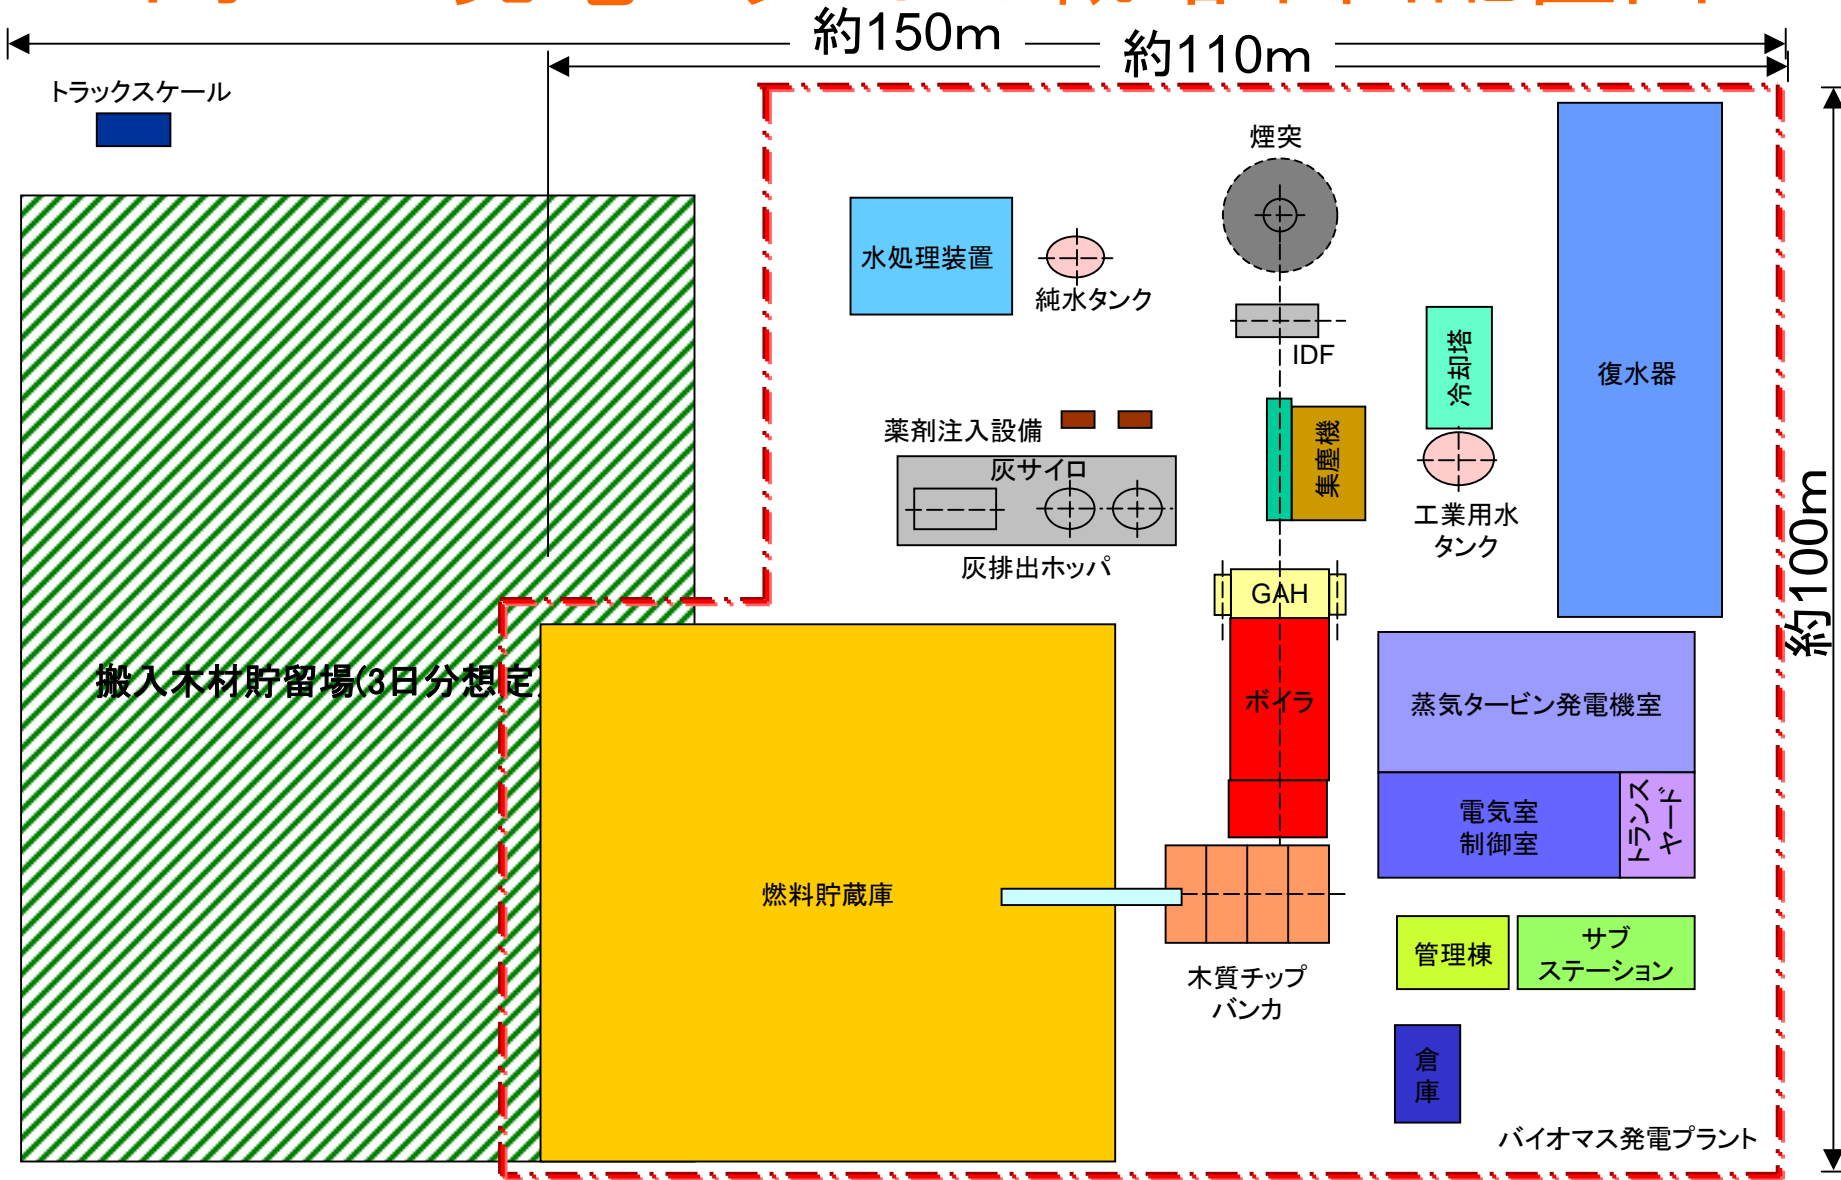 約150m
約110m
トラックスケール
煙突
水処理装置
純水タンク
IDF
冷却塔
復水器
薬剤注入設備
灰サイロ
集塵機
工業用水
タンク
灰排出ホッパ
約100m
GAH
搬入木材貯留場(3日分想定)
ボイラ
蒸気タービン発電機室
電気室
制御室
トランス
ヤード
燃料貯蔵庫
管理棟
サブ
ステーション
木質チップ
バンカ
倉
庫
バイオマス発電プラント